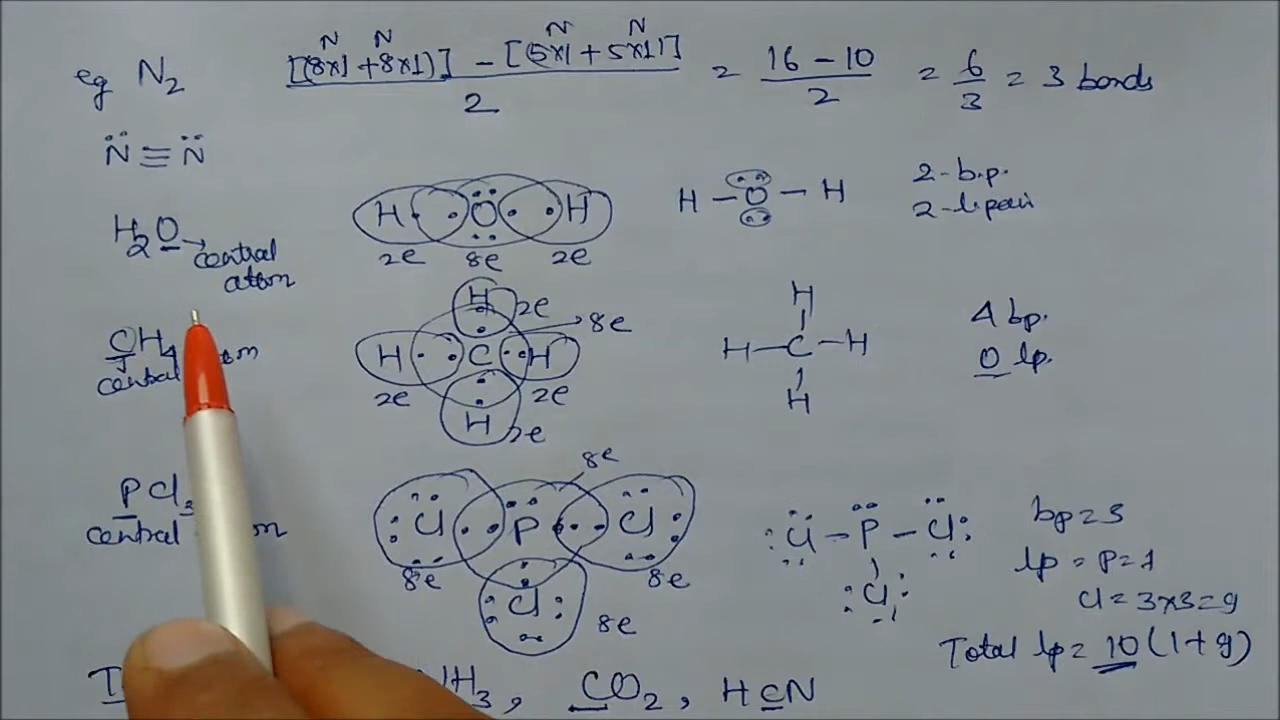 N N N N
eg N2 [(8x1+8x1)] - [(5x1+5x1)] / 2 = 16-10 / 2 = 6/3 = 3 bonds
N̈ ≡ N̈
H2O → central atom
H O H
2e 8e 2e
H - O - H
2-b.p.
2-l.pair
CH4
central
H 2e
8e
H C H
2e 2e
H 2e
H
H-C-H
H
4 bp.
0 lp.
PCl3
central
8e
Cl P Cl
8e 8e
Cl 8e
Cl - P - Cl
Cl
bp=3
lp = P=1
Cl = 3x3=9
Total lp= 10 (1+9)
H3, CO2, HCN